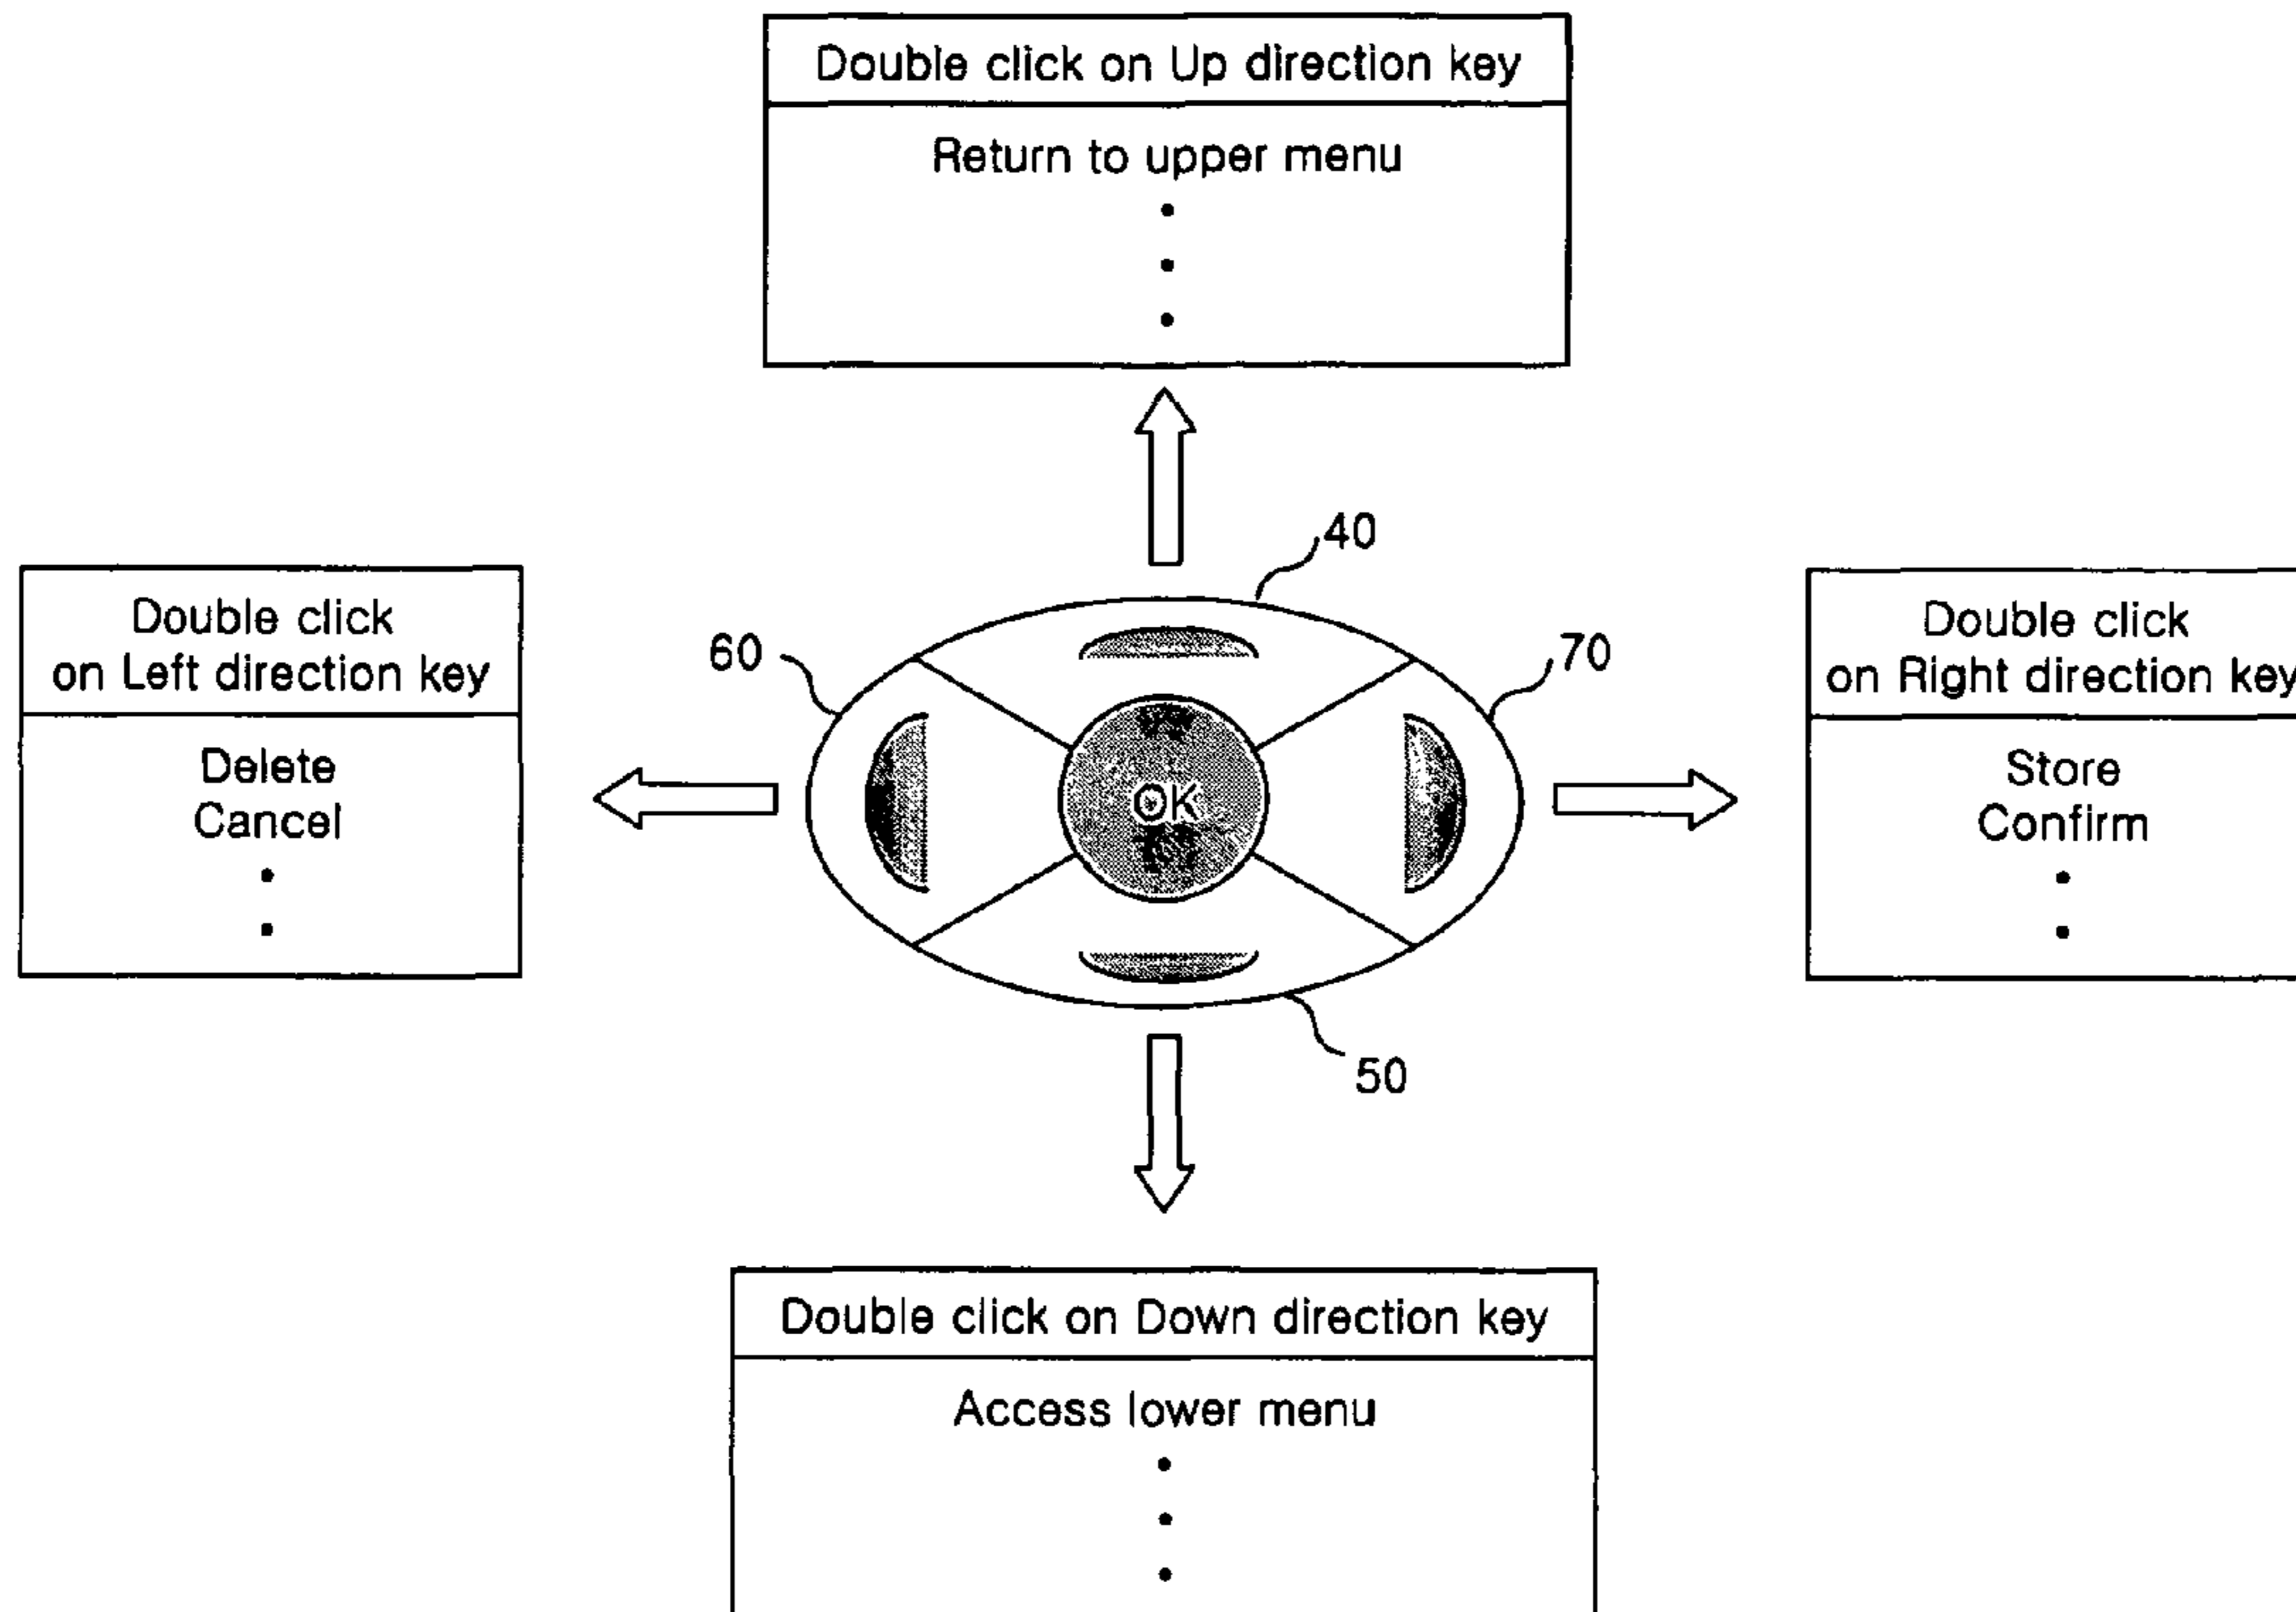 Double click on Up direction key
Return to upper menu
40
60
70
Double click
on Left direction key
Delete
Cancel
OK
Double click
on Right direction key
Store
Confirm
50
Double click on Down direction key
Access lower menu